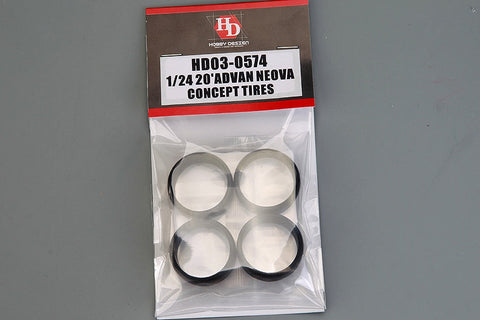 HD
HOBBY DESIGN
HD03-0574
1/24 20'ADVAN NEOVA
CONCEPT TIRES